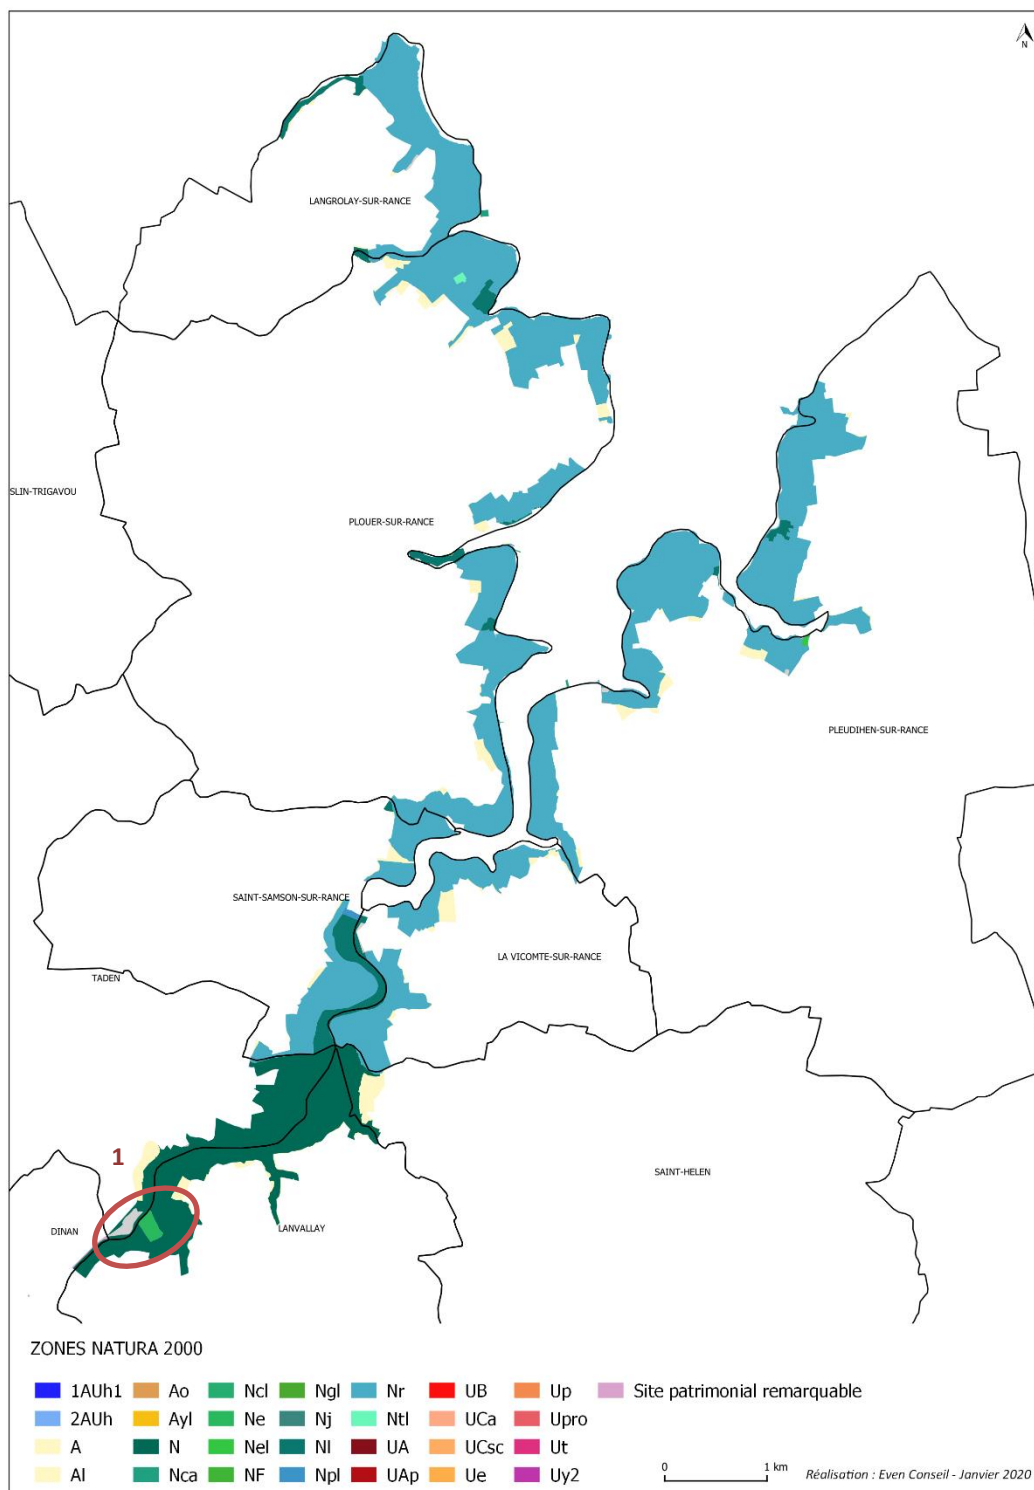 N
LANGROLAY-SUR-RANCE
SLIN-TRIGAVOU
PLOUER-SUR-RANCE
PLEUDIHEN-SUR-RANCE
SAINT-SAMSON-SUR-RANCE
LA VICOMTE-SUR-RANCE
TADEN
1
SAINT-HELEN
DINAN
LANVALLAY
ZONES NATURA 2000
1AUh1 Ao Ncl Ngl Nr UB Up Site patrimonial remarquable
2AUh Ayl Ne Nj Ntl UCa Upro
A N Nel Nl UA UCsc Ut
Al Nca NF Npl UAp Ue Uy2
0 1 km
Réalisation : Even Conseil - Janvier 2020